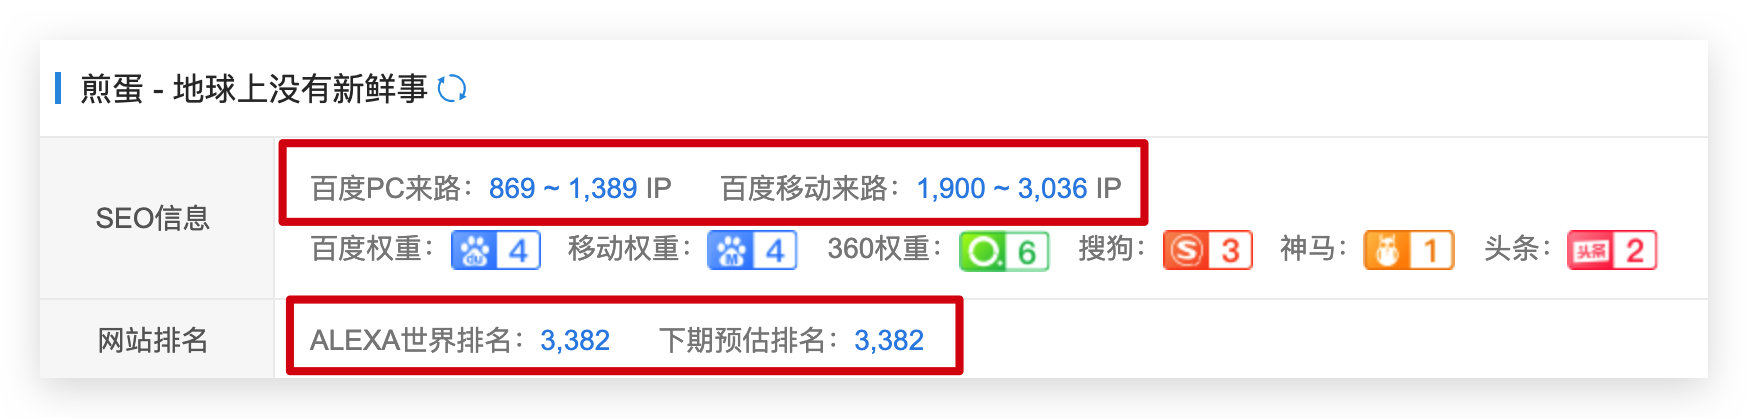 煎蛋 - 地球上没有新鲜事
SEO信息
百度PC来路：869 ~ 1,389 IP 百度移动来路：1,900 ~ 3,036 IP
百度权重：du 4 移动权重：M 4 360权重：6 搜狗：S 3 神马：1 头条：头条 2
网站排名
ALEXA世界排名：3,382 下期预估排名：3,382